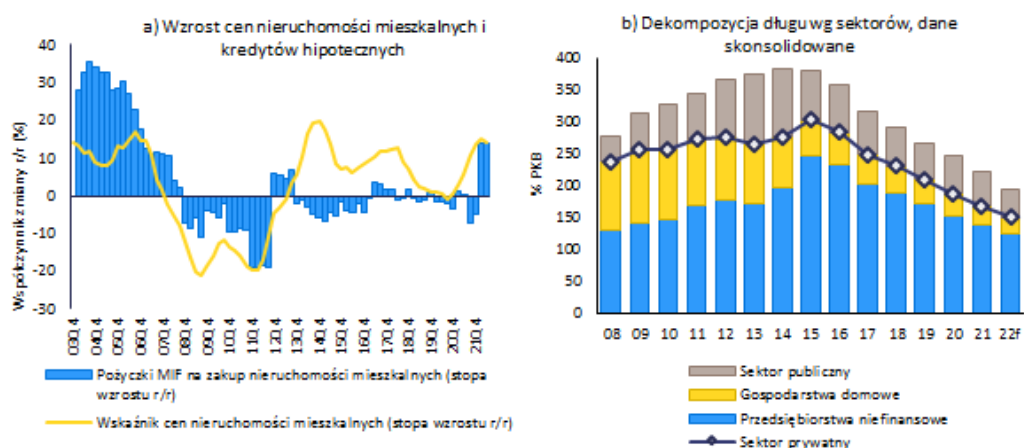 a) Wzrost cen nieruchomości mieszkalnych i
kredytów hipotecznych
Współczynnik zmiany r/r (%)
40
30
20
10
0
-10
-20
-30
03Q4
04Q4
05Q4
06Q4
07Q4
08Q4
09Q4
10Q4
11Q4
12Q4
13Q4
14Q4
15Q4
16Q4
17Q4
18Q4
19Q4
20Q4
21Q4
Pożyczki MIF na zakup nieruchomości mieszkalnych (stopa
wzrostu r/r)
Wskaźnik cen nieruchomości mieszkalnych (stopa wzrostu r/r)
b) Dekompozycja długu wg sektorów, dane
skonsolidowane
% PKB
400
350
300
250
200
150
100
50
0
08 09 10 11 12 13 14 15 16 17 18 19 20 21 22f
Sektor publiczny
Gospodarstwa domowe
Przedsiębiorstwa niefinansowe
Sektor prywatny